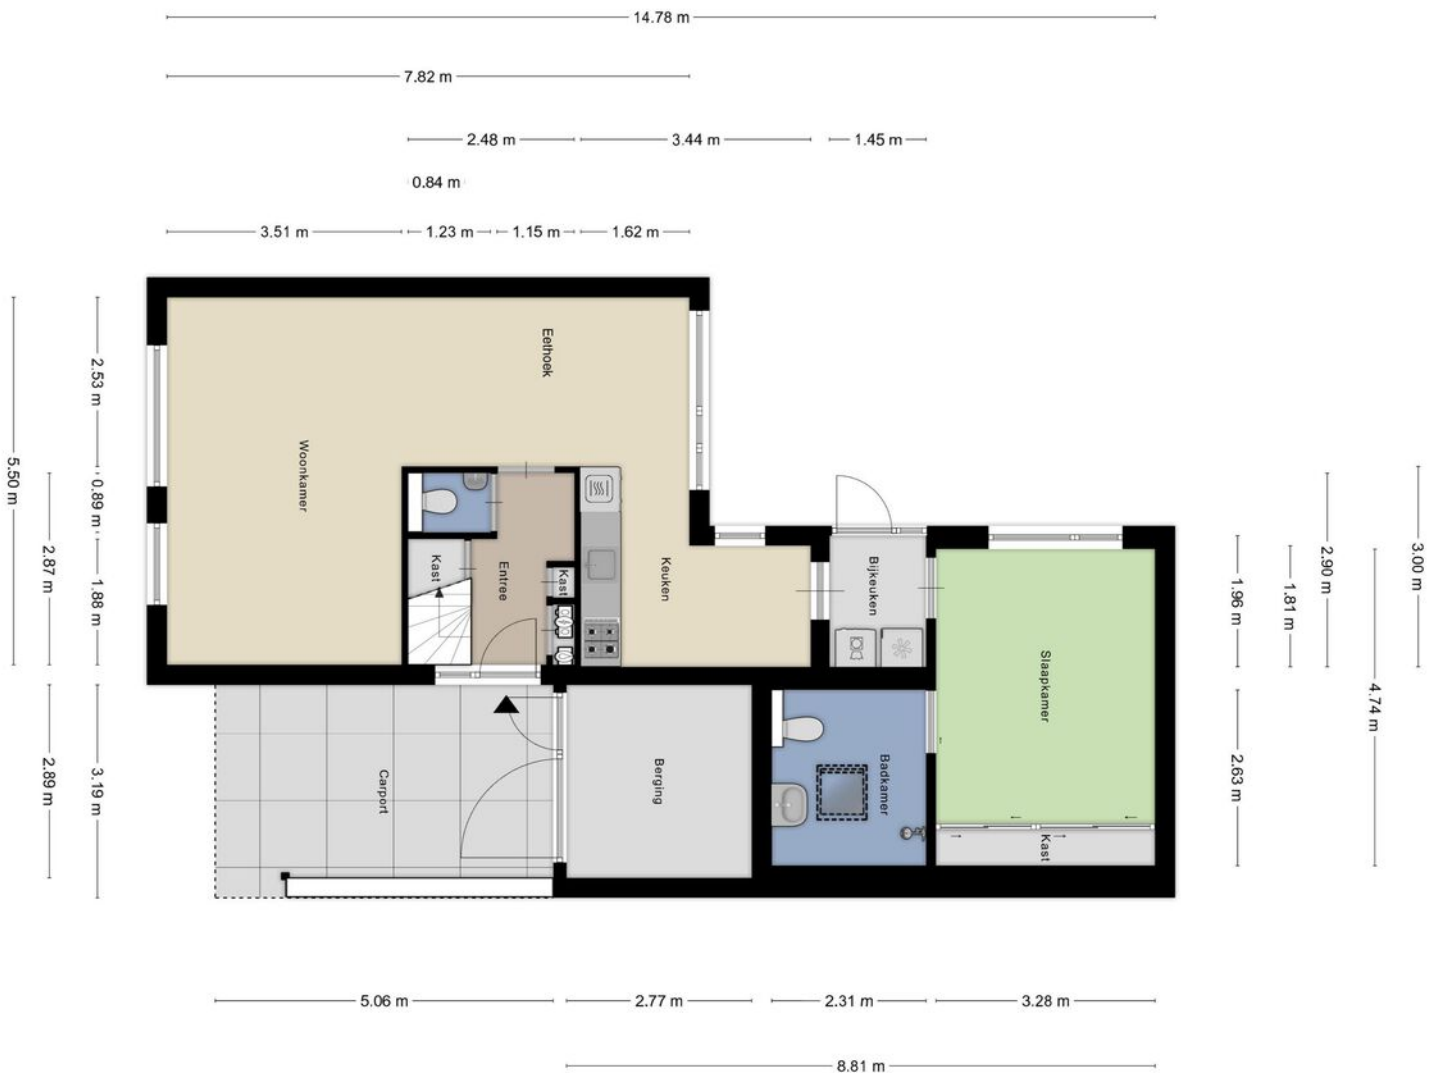 14.78 m
7.82 m
2.48 m
3.44 m
1.45 m
0.84 m
3.51 m
1.23 m
1.15 m
1.62 m
5.50 m
2.53 m
0.89 m
2.87 m
1.88 m
2.89 m
3.19 m
Eethoek
Woonkamer
Kast
Entree
Kast
Keuken
Bijkeuken
Slaapkamer
Carport
Berging
Badkamer
Kast
1.96 m
1.81 m
2.90 m
3.00 m
4.74 m
2.63 m
5.06 m
2.77 m
2.31 m
3.28 m
8.81 m